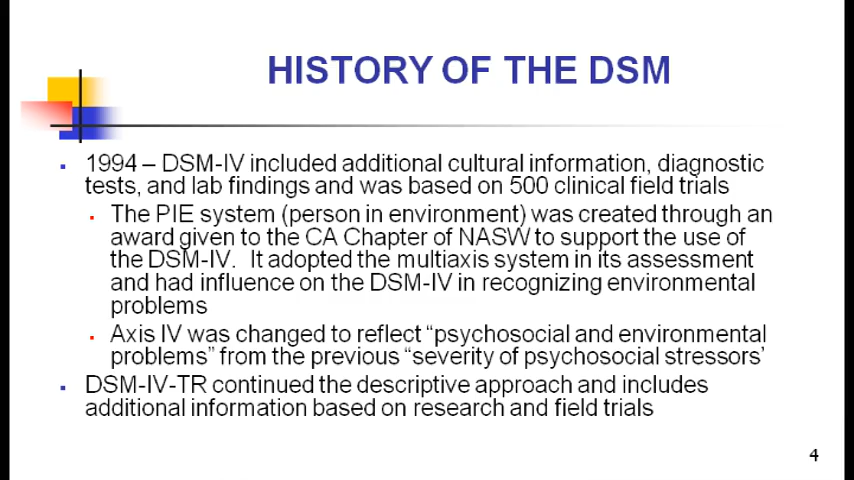 HISTORY OF THE DSM
1994 – DSM-IV included additional cultural information, diagnostic
tests, and lab findings and was based on 500 clinical field trials
The PIE system (person in environment) was created through an
award given to the CA Chapter of NASW to support the use of
the DSM-IV.  It adopted the multiaxis system in its assessment
and had influence on the DSM-IV in recognizing environmental
problems
Axis IV was changed to reflect “psychosocial and environmental
problems” from the previous “severity of psychosocial stressors’
DSM-IV-TR continued the descriptive approach and includes
additional information based on research and field trials
4